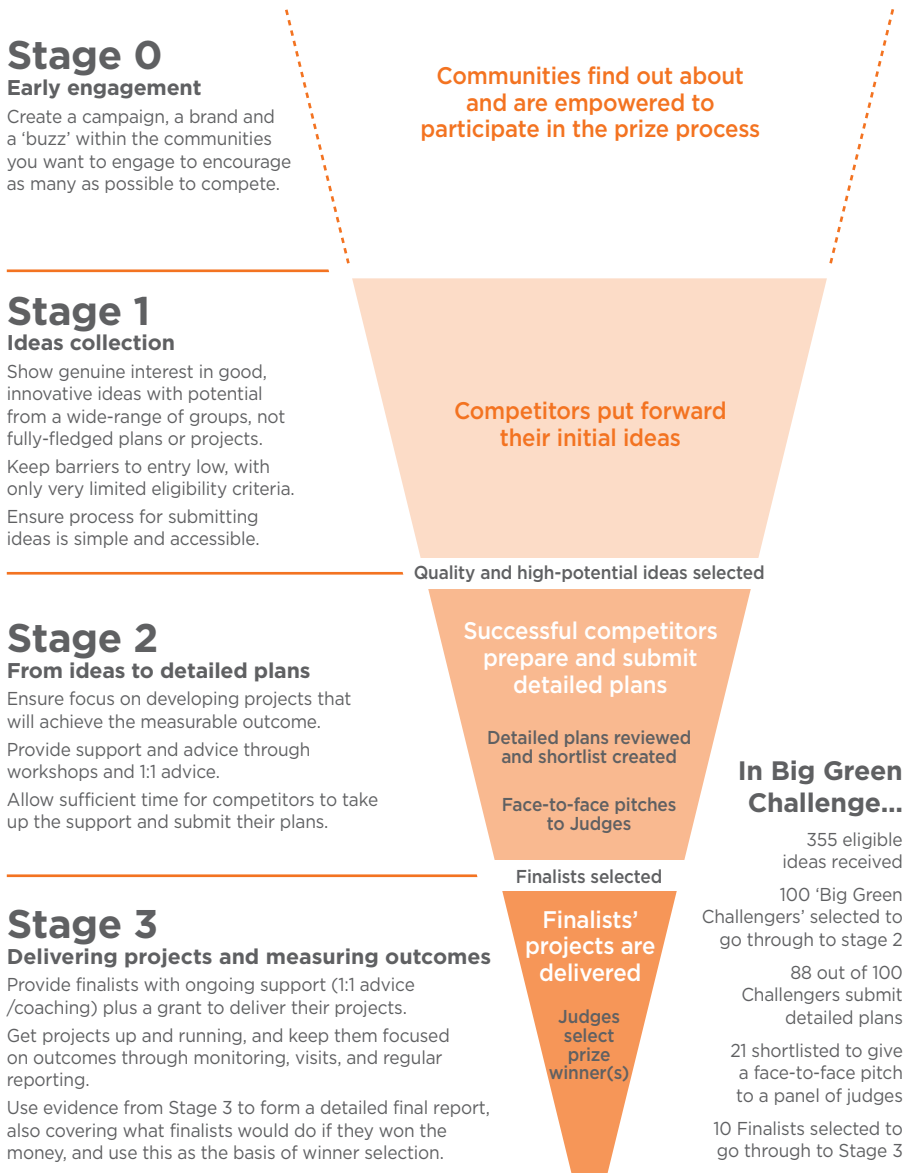 Stage 0
Early engagement
Create a campaign, a brand and
a ‘buzz’ within the communities
you want to engage to encourage
as many as possible to compete.
Communities find out about
and are empowered to
participate in the prize process
Stage 1
Ideas collection
Show genuine interest in good,
innovative ideas with potential
from a wide-range of groups, not
fully-fledged plans or projects.
Keep barriers to entry low, with
only very limited eligibility criteria.
Ensure process for submitting
ideas is simple and accessible.
Competitors put forward
their initial ideas
Quality and high-potential ideas selected
Stage 2
From ideas to detailed plans
Ensure focus on developing projects that
will achieve the measurable outcome.
Provide support and advice through
workshops and 1:1 advice.
Allow sufficient time for competitors to take
up the support and submit their plans.
Successful competitors
prepare and submit
detailed plans
Detailed plans reviewed
and shortlist created
Face-to-face pitches
to Judges
Finalists selected
Stage 3
Delivering projects and measuring outcomes
Provide finalists with ongoing support (1:1 advice
/coaching) plus a grant to deliver their projects.
Get projects up and running, and keep them focused
on outcomes through monitoring, visits, and regular
reporting.
Use evidence from Stage 3 to form a detailed final report,
also covering what finalists would do if they won the
money, and use this as the basis of winner selection.
Finalists’
projects are
delivered
Judges
select
prize
winner(s)
In Big Green
Challenge...
355 eligible
ideas received
100 ‘Big Green
Challengers’ selected to
go through to stage 2
88 out of 100
Challengers submit
detailed plans
21 shortlisted to give
a face-to-face pitch
to a panel of judges
10 Finalists selected to
go through to Stage 3